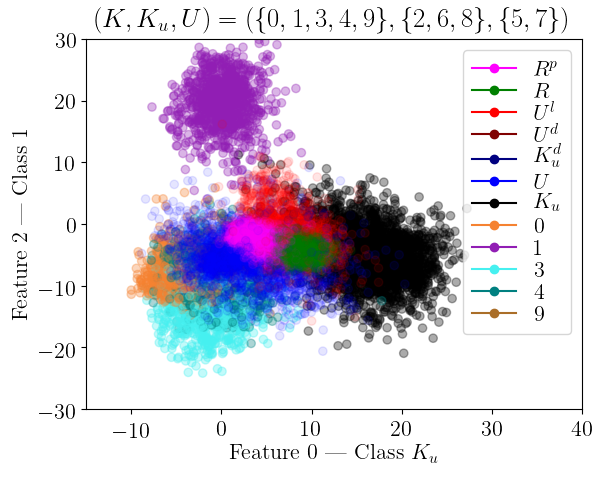 (K, K_u, U) = ({0, 1, 3, 4, 9}, {2, 6, 8}, {5, 7})
30
20
10
0
−10
−20
−30
Feature 2 — Class 1
R^p
R
U^l
U^d
K_u^d
U
K_u
0
1
3
4
9
−10
0
10
20
30
40
Feature 0 — Class K_u